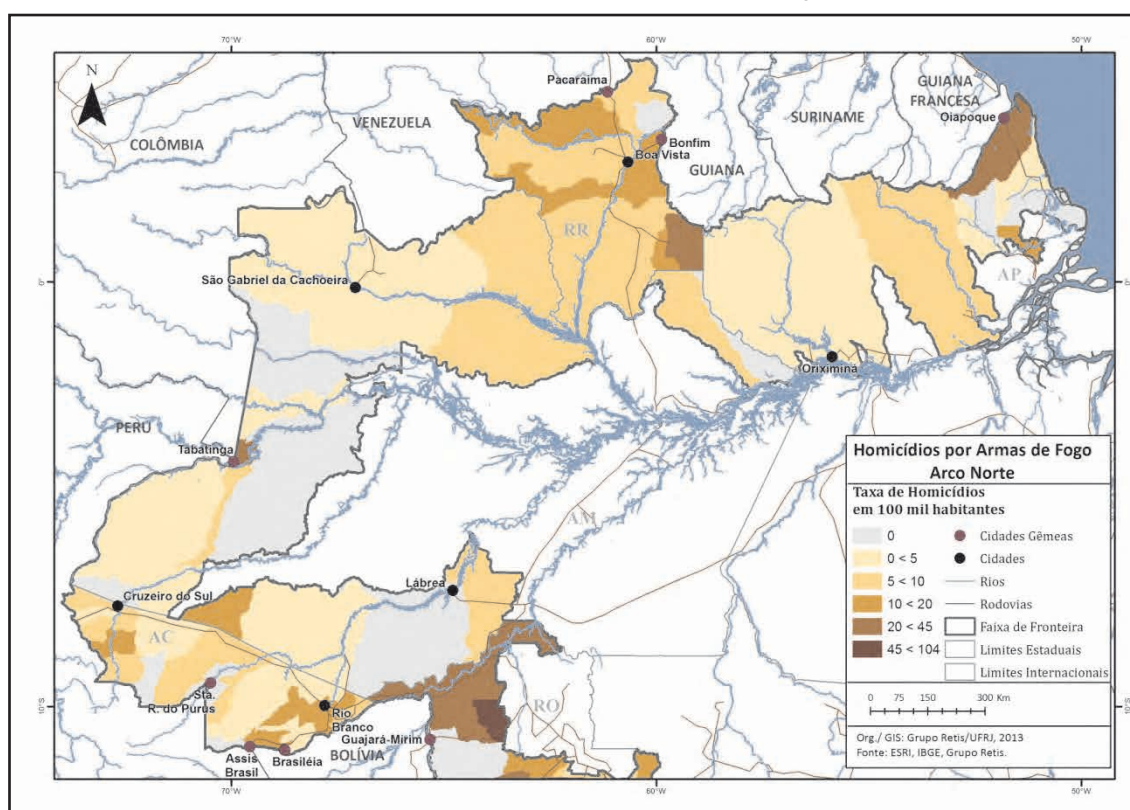 70°W
60°W
50°W
N
Pacaraima
GUIANA
FRANCESA
Oiapoque
VENEZUELA
SURINAME
COLÔMBIA
Bonfim
Boa Vista
GUIANA
RR
São Gabriel da Cachoeira
0°
AP
0°
Oriximiná
PERU
Tabatinga
AM
Lábrea
Cruzeiro do Sul
AC
Sta.
R. do Purus
10°S
Rio
Branco
RO
10°S
Guajará-Mirim
BOLÍVIA
Assis
Brasil
Brasiléia
70°W
60°W
50°W
Homicídios por Armas de Fogo
Arco Norte
Taxa de Homicídios
em 100 mil habitantes
0
0 < 5
5 < 10
10 < 20
20 < 45
45 < 104
Cidades Gêmeas
Cidades
Rios
Rodovias
Faixa de Fronteira
Limites Estaduais
Limites Internacionais
0 75 150 300 Km
Org./ GIS: Grupo Retis/UFRJ, 2013
Fonte: ESRI, IBGE, Grupo Retis.